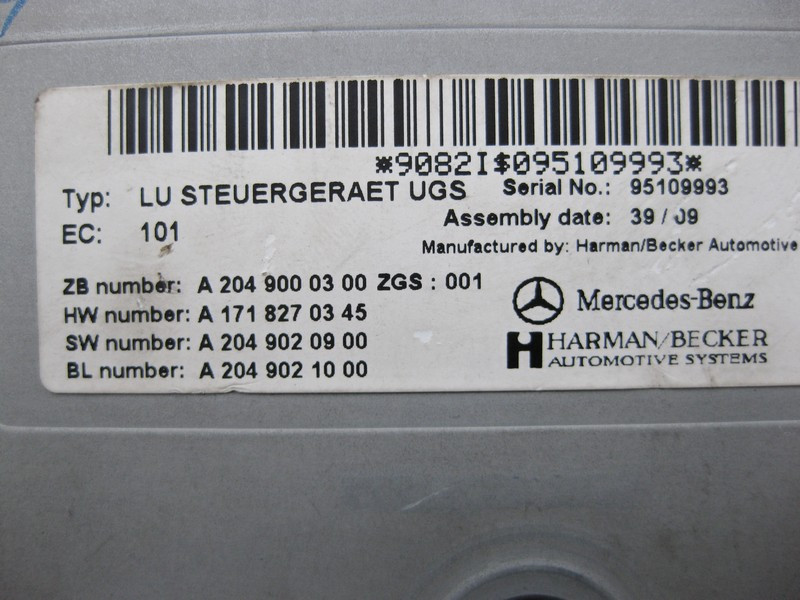 *9082I$095109993*
Typ: LU STEUERGERAET UGS Serial No.: 95109993
EC: 101 Assembly date: 39 / 09
Manufactured by: Harman/Becker Automotive
ZB number: A 204 900 03 00 ZGS : 001
HW number: A 171 827 03 45
SW number: A 204 902 09 00
BL number: A 204 902 10 00
Mercedes-Benz
HARMAN/BECKER
AUTOMOTIVE SYSTEMS